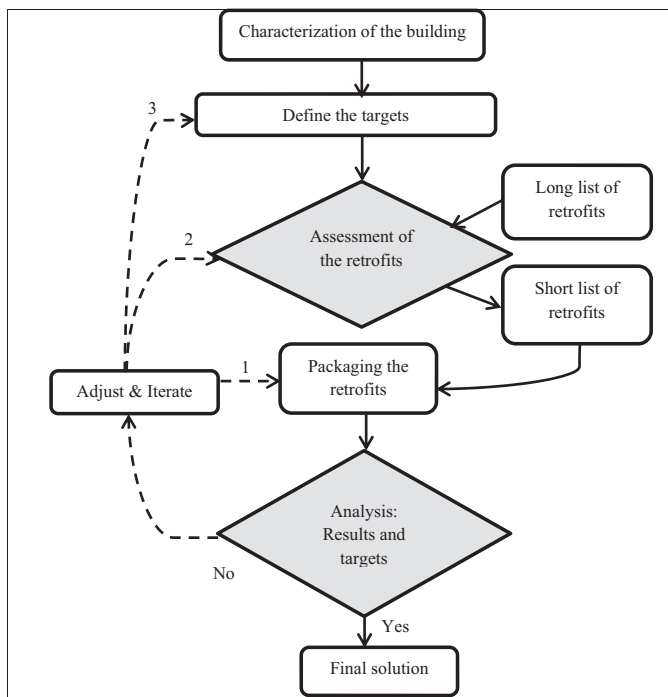 Characterization of the building
3
Define the targets
Long list of
retrofits
2
Assessment of
the retrofits
Short list of
retrofits
1
Packaging the
retrofits
Adjust & Iterate
Analysis:
Results and
targets
No
Yes
Final solution